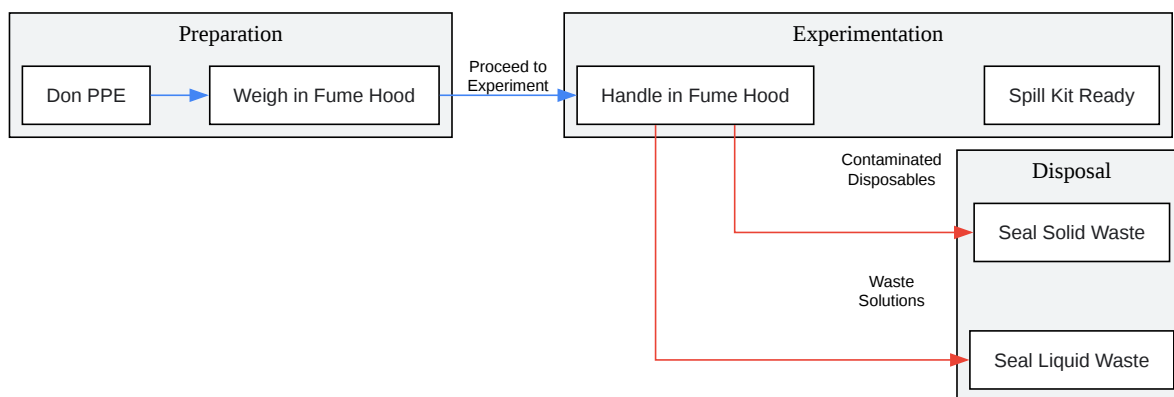 Preparation
Don PPE
Weigh in Fume Hood
Proceed to
Experiment
Experimentation
Handle in Fume Hood
Spill Kit Ready
Contaminated
Disposables
Disposal
Seal Solid Waste
Waste
Solutions
Seal Liquid Waste